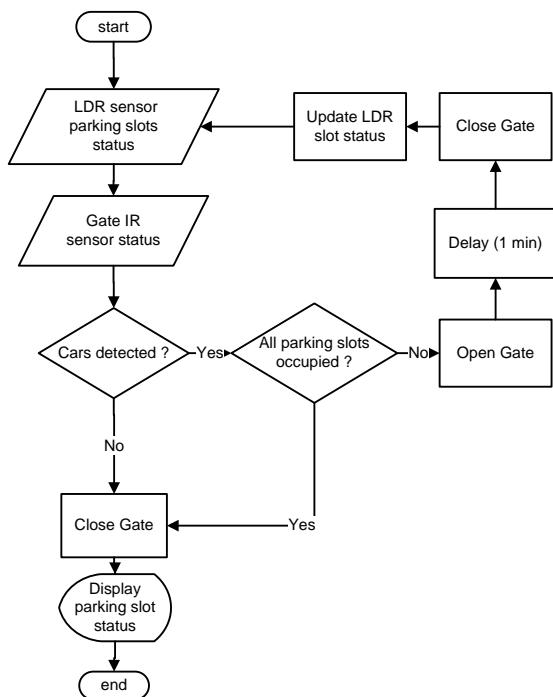 start
LDR sensor
parking slots
status
Update LDR
slot status
Close Gate
Gate IR
sensor status
Delay (1 min)
Cars detected ?
Yes
All parking slots
occupied ?
No
Open Gate
No
Yes
Close Gate
Display
parking slot
status
end